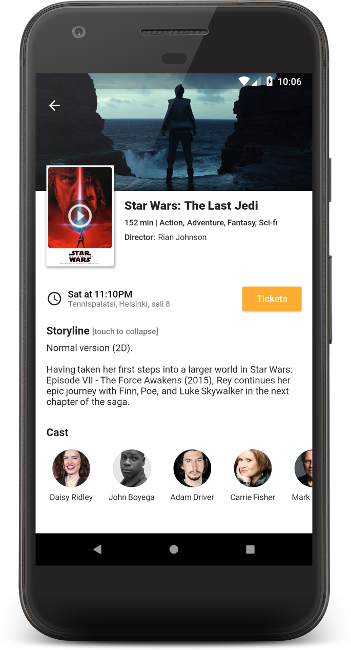 10:06
Star Wars: The Last Jedi
152 min | Action, Adventure, Fantasy, Sci-fi
Director: Rian Johnson
STAR
WARS
Sat at 11:10PM
Tennispalatsi, Helsinki, sali 8
Tickets
Storyline [touch to collapse]
Normal version (2D).
Having taken her first steps into a larger world in Star Wars:
Episode VII - The Force Awakens (2015), Rey continues her
epic journey with Finn, Poe, and Luke Skywalker in the next
chapter of the saga.
Cast
Daisy Ridley
John Boyega
Adam Driver
Carrie Fisher
Mark